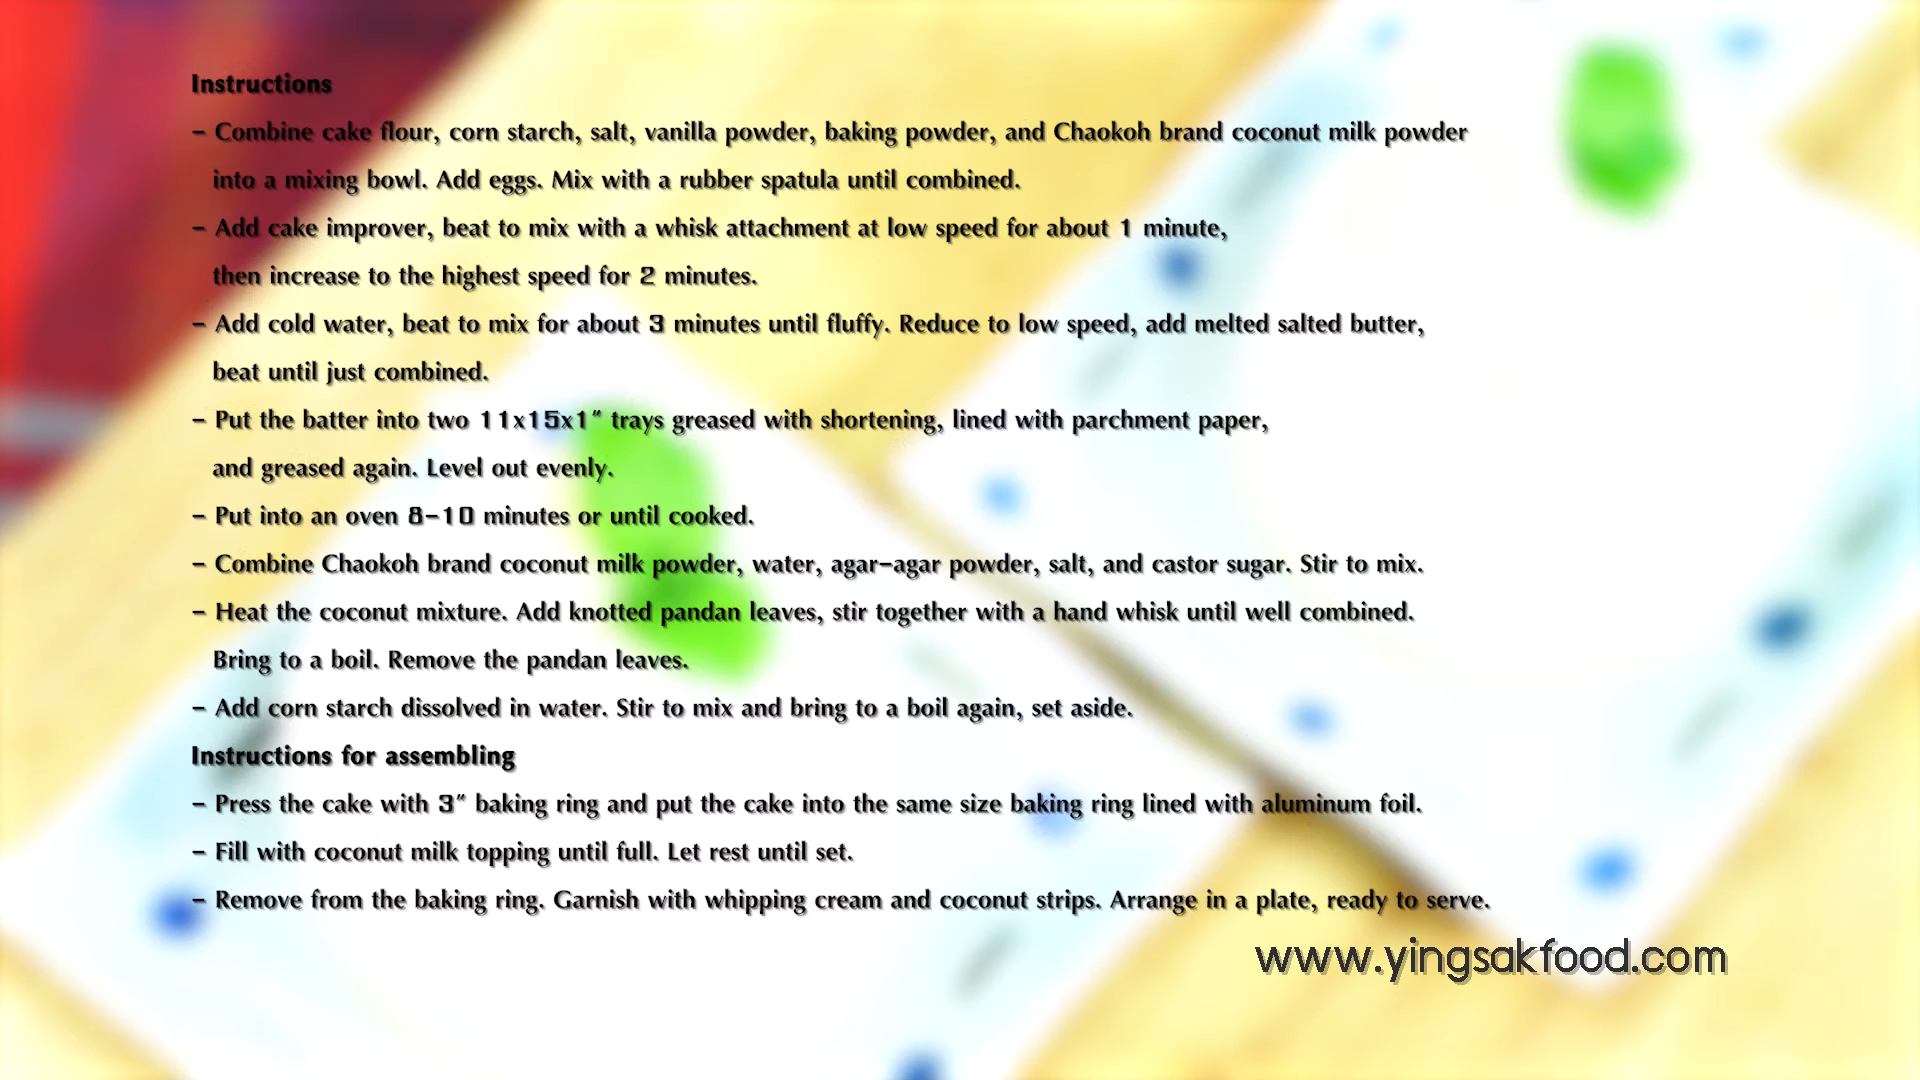 Instructions
- Combine cake flour, corn starch, salt, vanilla powder, baking powder, and Chaokoh brand coconut milk powder
into a mixing bowl. Add eggs. Mix with a rubber spatula until combined.
- Add cake improver, beat to mix with a whisk attachment at low speed for about 1 minute,
then increase to the highest speed for 2 minutes.
- Add cold water, beat to mix for about 3 minutes until fluffy. Reduce to low speed, add melted salted butter,
beat until just combined.
- Put the batter into two 11x15x1" trays greased with shortening, lined with parchment paper,
and greased again. Level out evenly.
- Put into an oven 8-10 minutes or until cooked.
- Combine Chaokoh brand coconut milk powder, water, agar-agar powder, salt, and castor sugar. Stir to mix.
- Heat the coconut mixture. Add knotted pandan leaves, stir together with a hand whisk until well combined.
Bring to a boil. Remove the pandan leaves.
- Add corn starch dissolved in water. Stir to mix and bring to a boil again, set aside.
Instructions for assembling
- Press the cake with 3" baking ring and put the cake into the same size baking ring lined with aluminum foil.
- Fill with coconut milk topping until full. Let rest until set.
- Remove from the baking ring. Garnish with whipping cream and coconut strips. Arrange in a plate, ready to serve.
www.yingsakfood.com